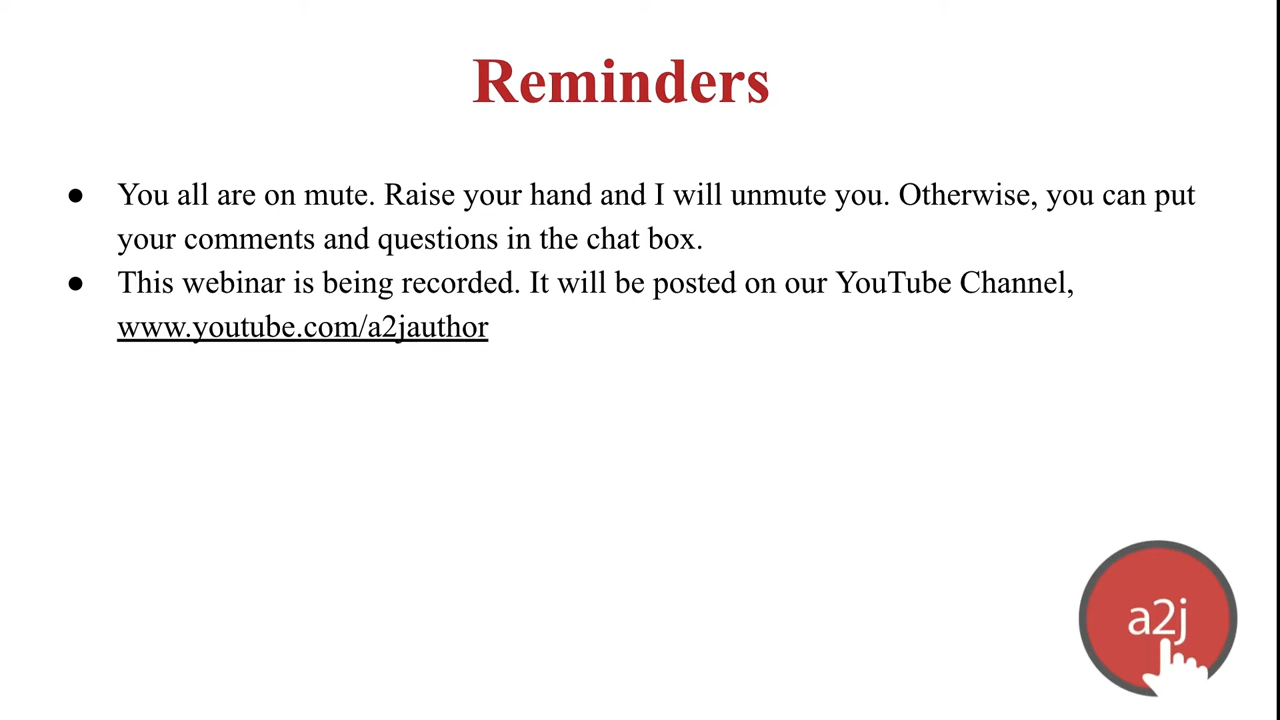 Reminders
● You all are on mute. Raise your hand and I will unmute you. Otherwise, you can put
your comments and questions in the chat box.
● This webinar is being recorded. It will be posted on our YouTube Channel,
www.youtube.com/a2jauthor
a2j